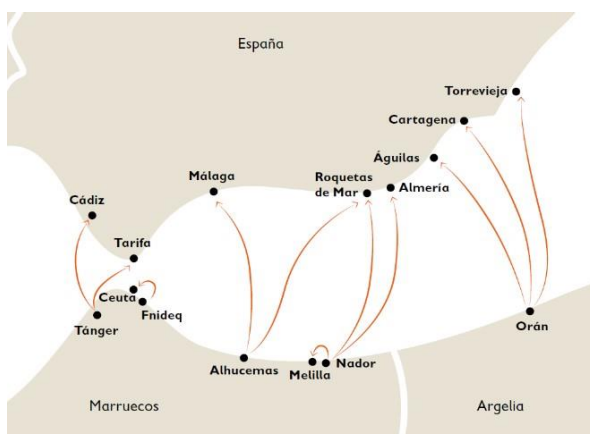 España
Torrevieja
Cartagena
Águilas
Málaga
Roquetas
de Mar
Almería
Cádiz
Tarifa
Ceuta
Fnideq
Tánger
Orán
Alhucemas
Melilla
Nador
Marruecos
Argelia